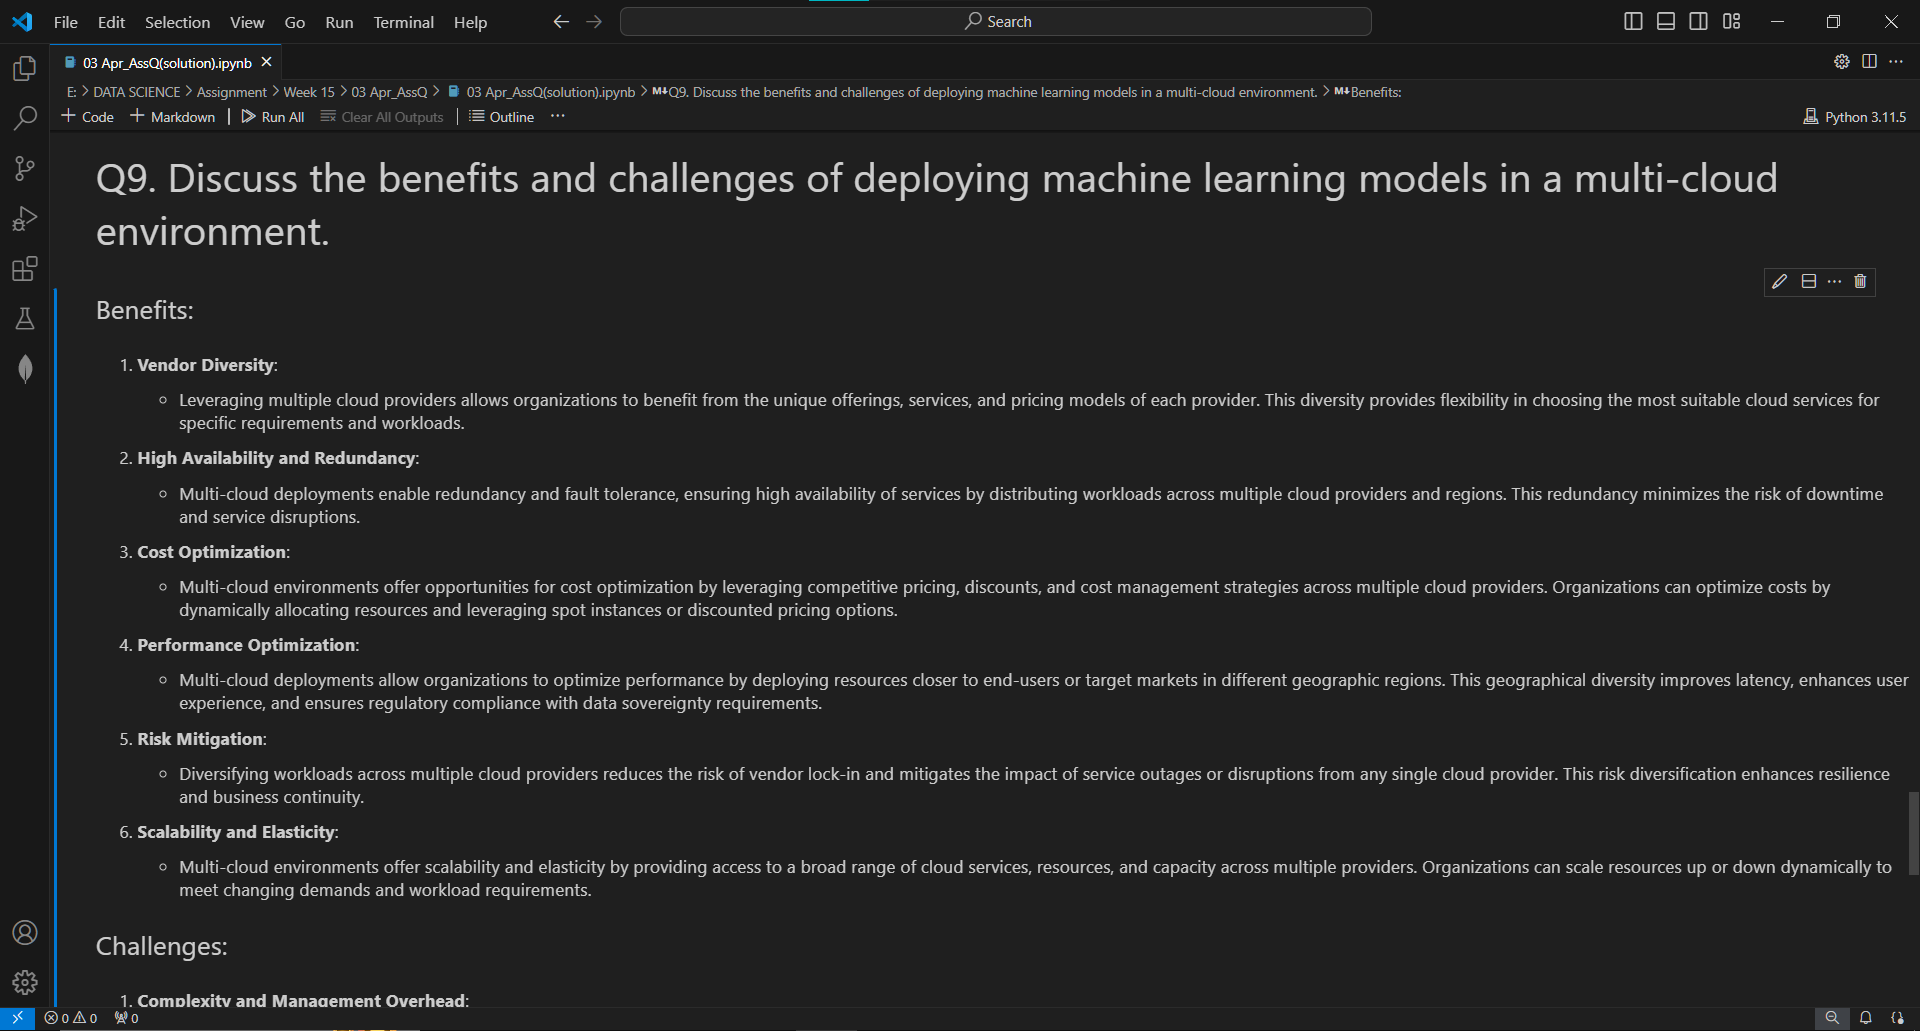 File Edit Selection View Go Run Terminal Help
Search
03 Apr_AssQ(solution).ipynb
E: > DATA SCIENCE > Assignment > Week 15 > 03 Apr_AssQ > 03 Apr_AssQ(solution).ipynb > M↓Q9. Discuss the benefits and challenges of deploying machine learning models in a multi-cloud environment. > M↓Benefits:
+ Code + Markdown | Run All Clear All Outputs | Outline ··· Python 3.11.5
Q9. Discuss the benefits and challenges of deploying machine learning models in a multi-cloud
environment.
Benefits:
1. Vendor Diversity:
Leveraging multiple cloud providers allows organizations to benefit from the unique offerings, services, and pricing models of each provider. This diversity provides flexibility in choosing the most suitable cloud services for
specific requirements and workloads.
2. High Availability and Redundancy:
Multi-cloud deployments enable redundancy and fault tolerance, ensuring high availability of services by distributing workloads across multiple cloud providers and regions. This redundancy minimizes the risk of downtime
and service disruptions.
3. Cost Optimization:
Multi-cloud environments offer opportunities for cost optimization by leveraging competitive pricing, discounts, and cost management strategies across multiple cloud providers. Organizations can optimize costs by
dynamically allocating resources and leveraging spot instances or discounted pricing options.
4. Performance Optimization:
Multi-cloud deployments allow organizations to optimize performance by deploying resources closer to end-users or target markets in different geographic regions. This geographical diversity improves latency, enhances user
experience, and ensures regulatory compliance with data sovereignty requirements.
5. Risk Mitigation:
Diversifying workloads across multiple cloud providers reduces the risk of vendor lock-in and mitigates the impact of service outages or disruptions from any single cloud provider. This risk diversification enhances resilience
and business continuity.
6. Scalability and Elasticity:
Multi-cloud environments offer scalability and elasticity by providing access to a broad range of cloud services, resources, and capacity across multiple providers. Organizations can scale resources up or down dynamically to
meet changing demands and workload requirements.
Challenges:
1. Complexity and Management Overhead:
0 0 0